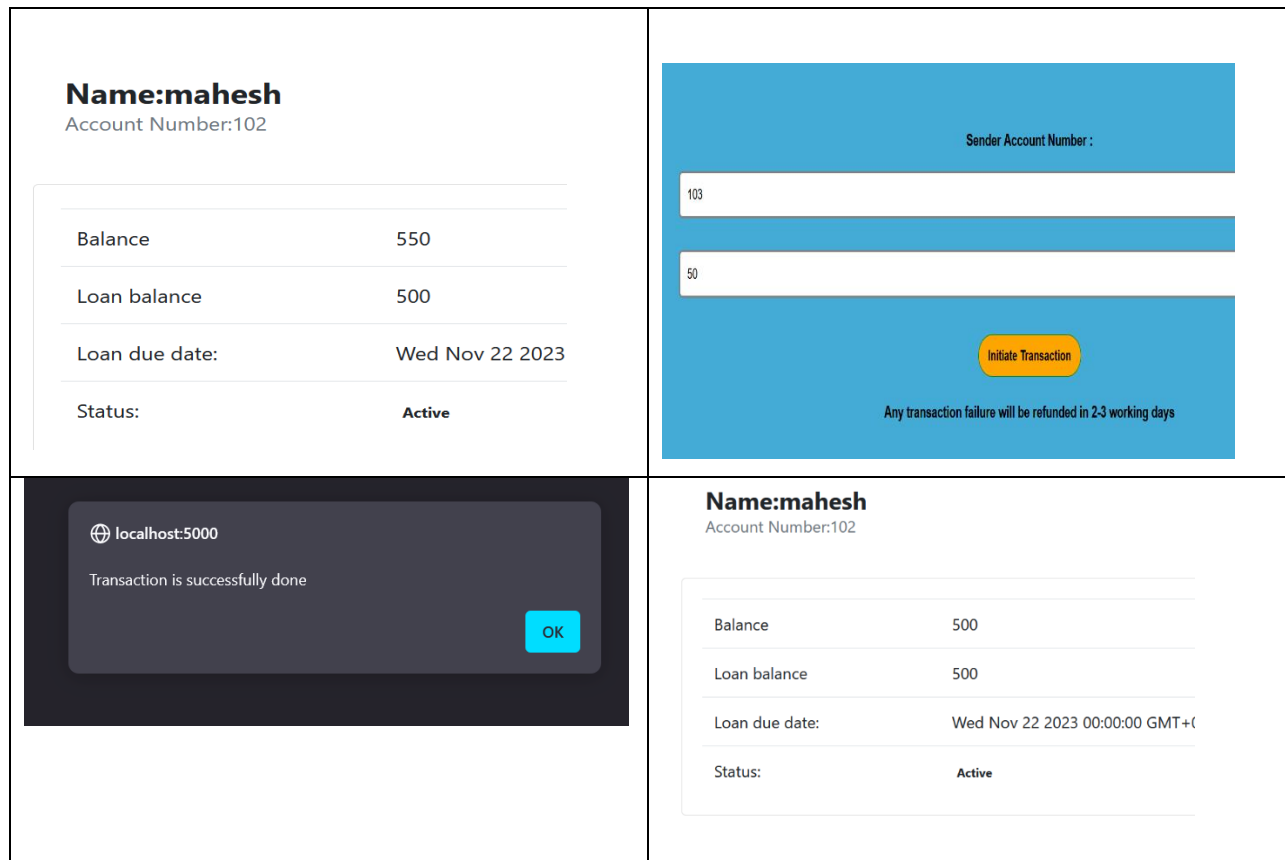 Name:mahesh
Account Number:102
Balance 550
Loan balance 500
Loan due date: Wed Nov 22 2023
Status: Active
Sender Account Number :
103
50
Initiate Transaction
Any transaction failure will be refunded in 2-3 working days
localhost:5000
Transaction is successfully done
OK
Name:mahesh
Account Number:102
Balance 500
Loan balance 500
Loan due date: Wed Nov 22 2023 00:00:00 GMT+
Status: Active